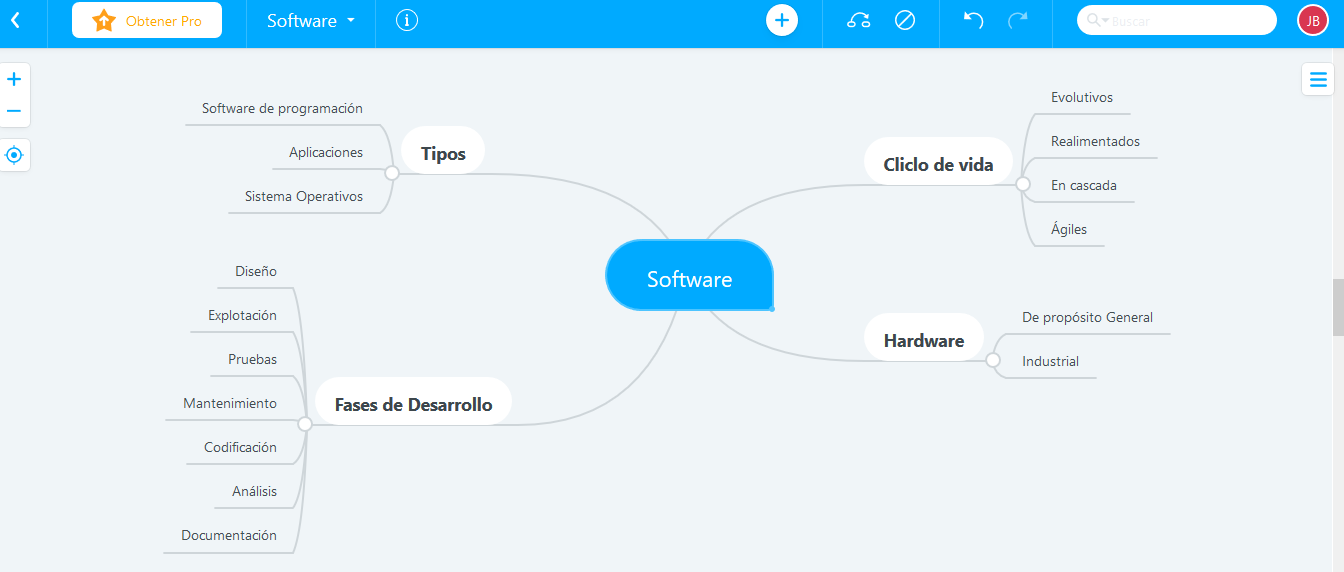 Obtener Pro
Software
JB
Buscar
Software de programación
Aplicaciones
Sistema Operativos
Tipos
Diseño
Explotación
Pruebas
Mantenimiento
Codificación
Análisis
Documentación
Fases de Desarrollo
Software
Cliclo de vida
Evolutivos
Realimentados
En cascada
Ágiles
Hardware
De propósito General
Industrial